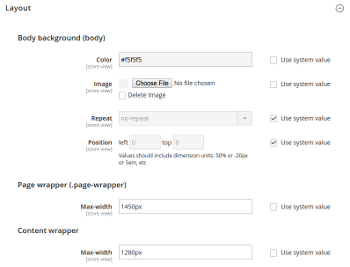 Layout
Body background (body)
Color #f5f5f5 Use system value
[store view]
Image Choose File No file chosen Use system value
[store view]
Delete Image
Repeat no-repeat Use system value
[store view]
Position left 0 top 0 Use system value
[store view]
Values should include dimension units: 50% or -20px
or 5em, etc
Page wrapper (.page-wrapper)
Max-width 1450px Use system value
[store view]
Content wrapper
Max-width 1280px Use system value
[store view]